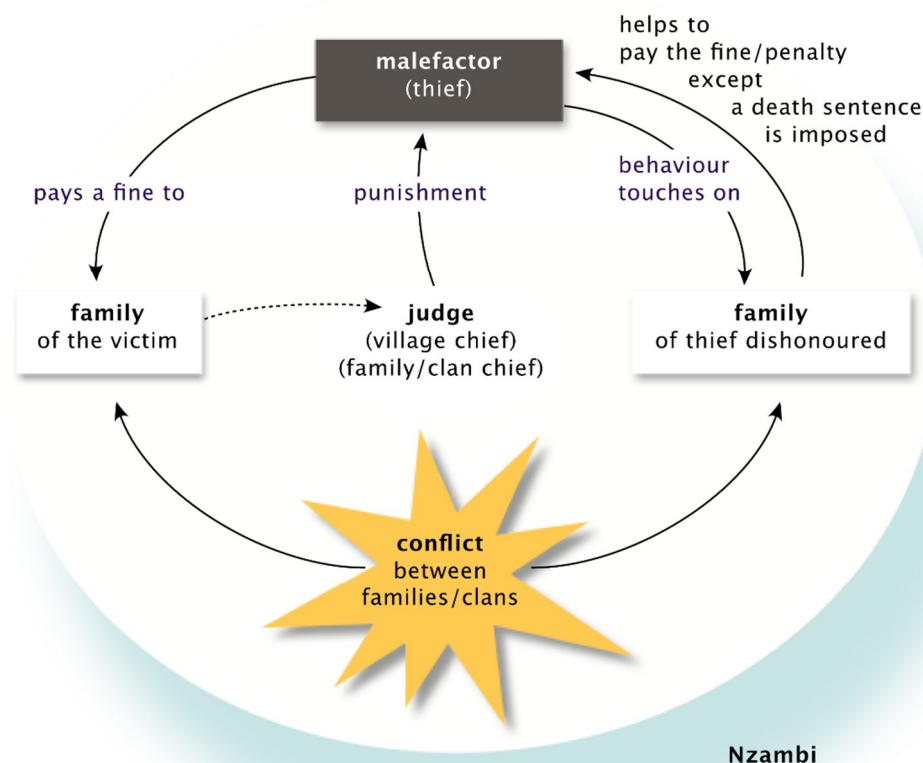 helps to
pay the fine/penalty
except
a death sentence
is imposed
malefactor
(thief)
pays a fine to
punishment
behaviour
touches on
family
of the victim
judge
(village chief)
(family/clan chief)
family
of thief dishonoured
conflict
between
families/clans
Nzambi